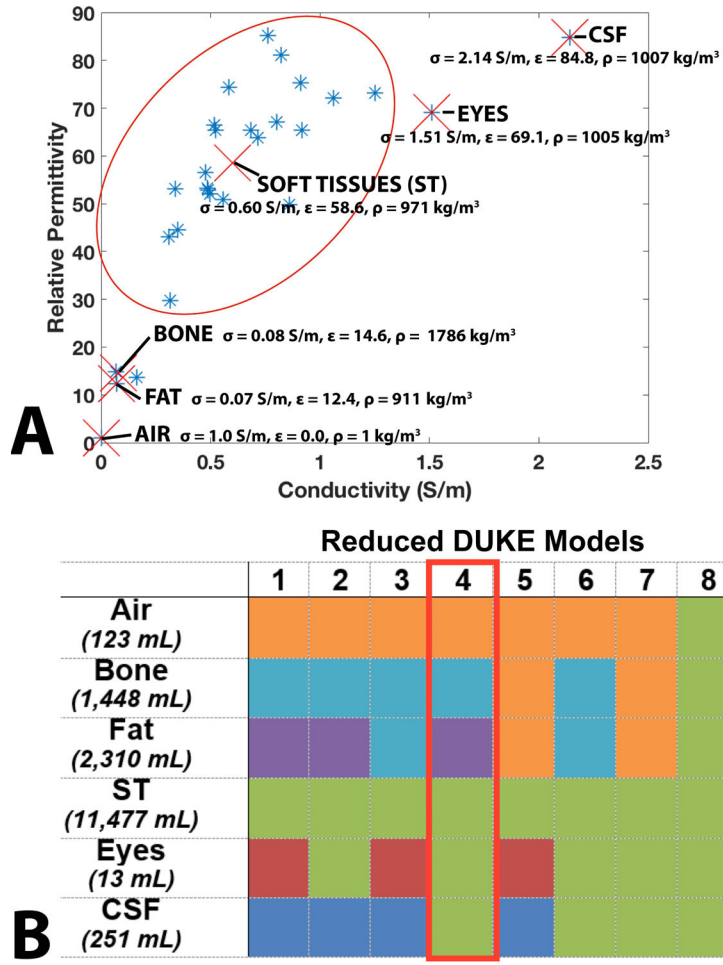 90
80
70
60
50
40
30
20
10
0
Relative Permittivity
CSF
σ = 2.14 S/m, ε = 84.8, ρ = 1007 kg/m³
EYES
σ = 1.51 S/m, ε = 69.1, ρ = 1005 kg/m³
SOFT TISSUES (ST)
σ = 0.60 S/m, ε = 58.6, ρ = 971 kg/m³
BONE σ = 0.08 S/m, ε = 14.6, ρ = 1786 kg/m³
FAT σ = 0.07 S/m, ε = 12.4, ρ = 911 kg/m³
AIR σ = 1.0 S/m, ε = 0.0, ρ = 1 kg/m³
0 0.5 1 1.5 2 2.5
Conductivity (S/m)
A
Reduced DUKE Models
1 2 3 4 5 6 7 8
Air
(123 mL)
Bone
(1,448 mL)
Fat
(2,310 mL)
ST
(11,477 mL)
Eyes
(13 mL)
CSF
(251 mL)
B